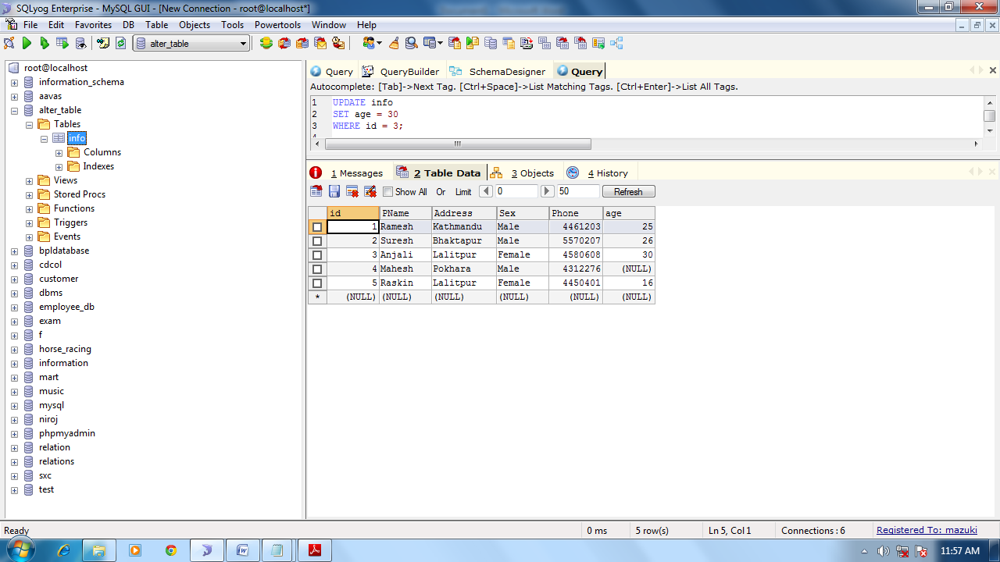 SQLyog Enterprise - MySQL GUI - [New Connection - root@localhost*]
File Edit Favorites DB Table Objects Tools Powertools Window Help
alter_table
root@localhost
information_schema
aavas
alter_table
Tables
info
Columns
Indexes
Views
Stored Procs
Functions
Triggers
Events
bpldatabase
cdcol
customer
dbms
employee_db
exam
f
horse_racing
information
mart
music
mysql
niroj
phpmyadmin
relation
relations
sxc
test
Query QueryBuilder SchemaDesigner Query
Autocomplete: [Tab]->Next Tag. [Ctrl+Space]->List Matching Tags. [Ctrl+Enter]->List All Tags.
1 UPDATE info
2 SET age = 30
3 WHERE id = 3;
1 Messages 2 Table Data 3 Objects 4 History
Show All Or Limit 0 50 Refresh
id PName Address Sex Phone age
1 Ramesh Kathmandu Male 4461203 25
2 Suresh Bhaktapur Male 5570207 26
3 Anjali Lalitpur Female 4580608 30
4 Mahesh Pokhara Male 4312276 (NULL)
5 Raskin Lalitpur Female 4450401 16
* (NULL) (NULL) (NULL) (NULL) (NULL) (NULL)
Ready 0 ms 5 row(s) Ln 5, Col 1 Connections : 6 Registered To: mazuki
11:57 AM